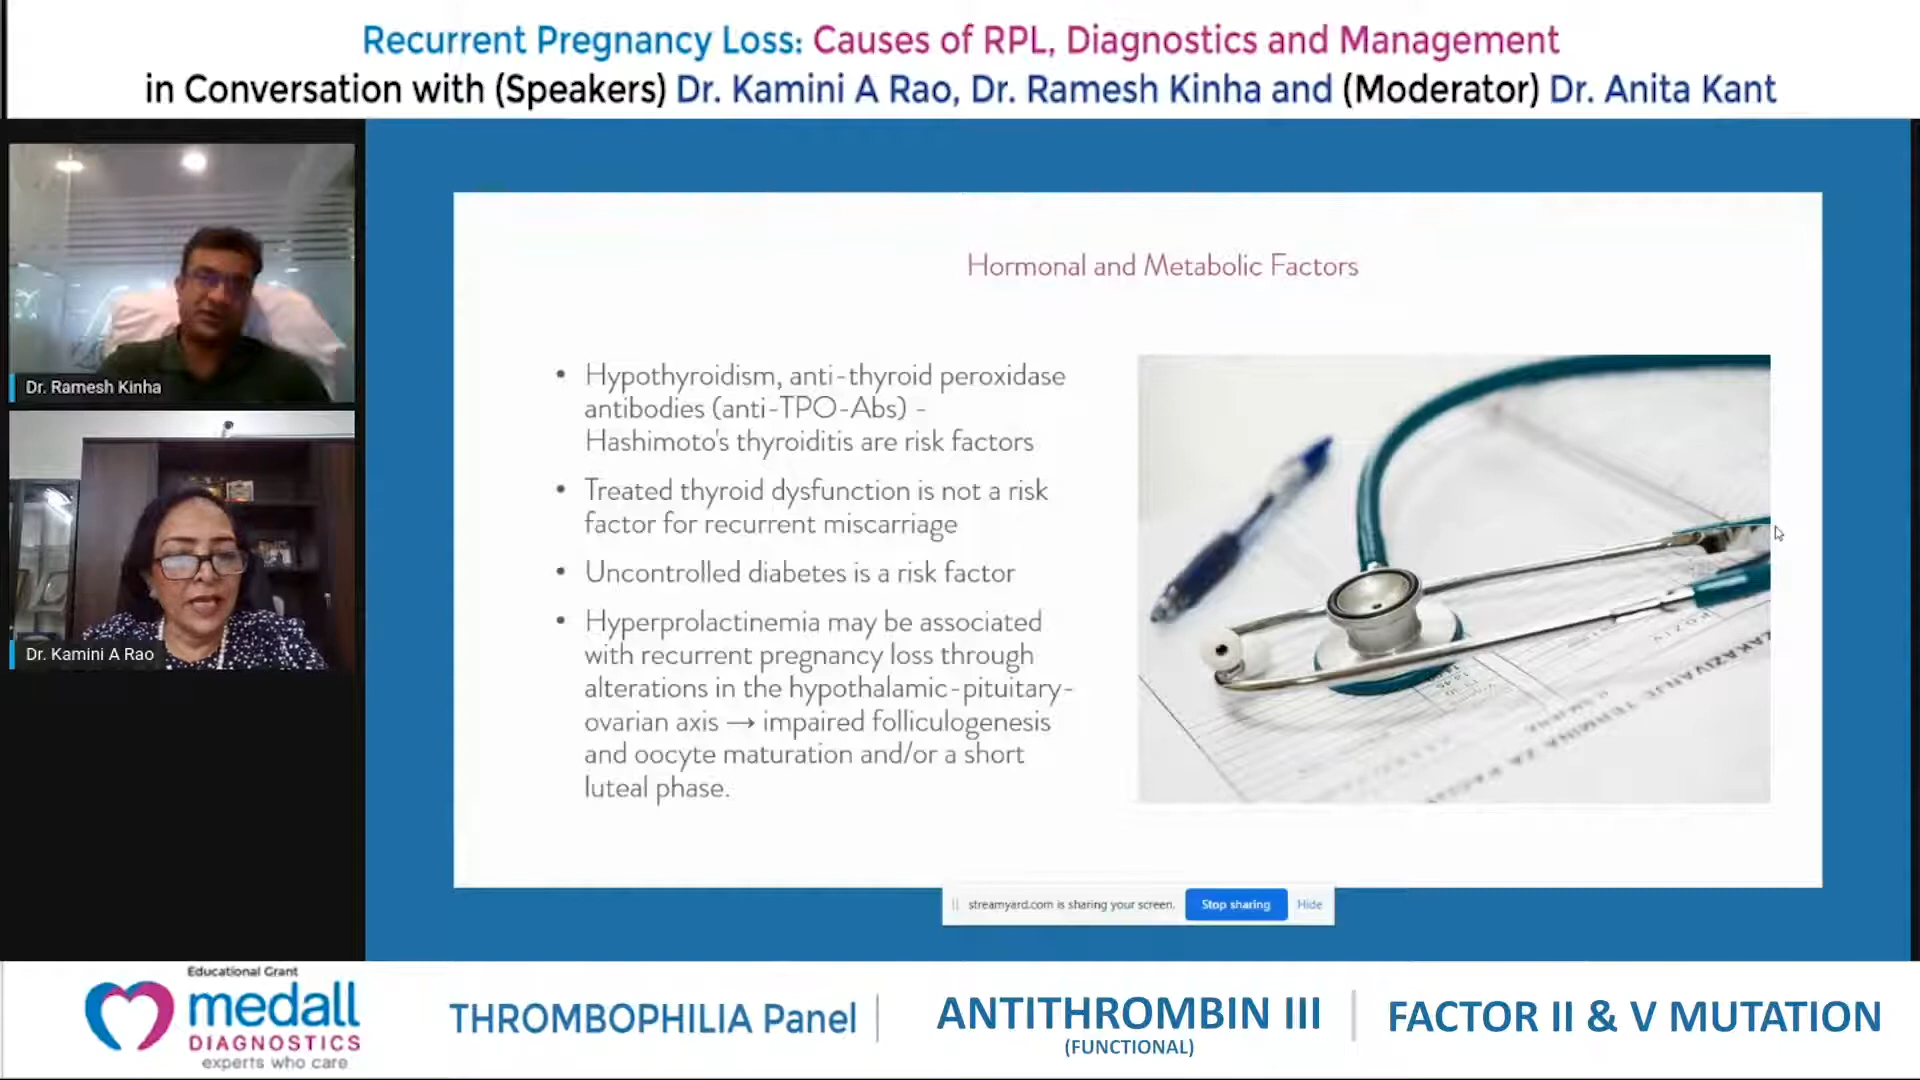 Recurrent Pregnancy Loss: Causes of RPL, Diagnostics and Management
in Conversation with (Speakers) Dr. Kamini A Rao, Dr. Ramesh Kinha and (Moderator) Dr. Anita Kant
Dr. Ramesh Kinha
Dr. Kamini A Rao
Hormonal and Metabolic Factors
• Hypothyroidism, anti-thyroid peroxidase
antibodies (anti-TPO-Abs) -
Hashimoto's thyroiditis are risk factors
• Treated thyroid dysfunction is not a risk
factor for recurrent miscarriage
• Uncontrolled diabetes is a risk factor
• Hyperprolactinemia may be associated
with recurrent pregnancy loss through
alterations in the hypothalamic-pituitary-
ovarian axis → impaired folliculogenesis
and oocyte maturation and/or a short
luteal phase.
streamyard.com is sharing your screen. Stop sharing Hide
Educational Grant
medall
DIAGNOSTICS
experts who care
THROMBOPHILIA Panel
ANTITHROMBIN III
(FUNCTIONAL)
FACTOR II & V MUTATION